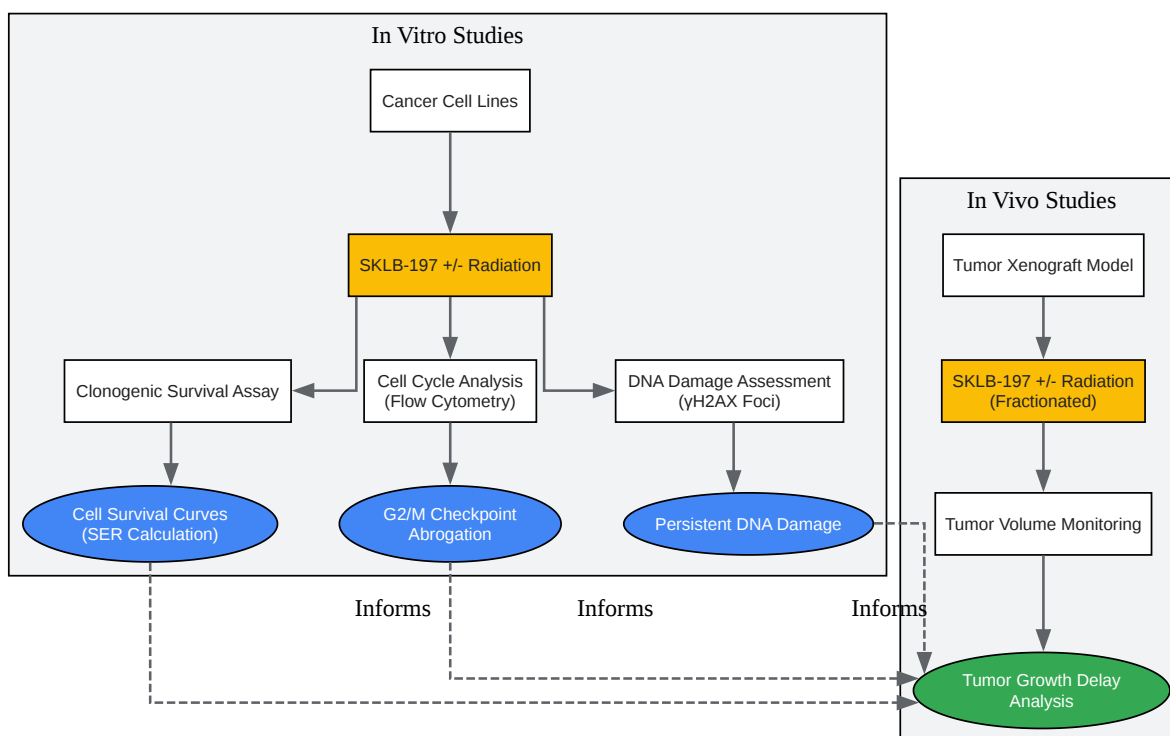 In Vitro Studies
Cancer Cell Lines
SKLB-197 +/- Radiation
Clonogenic Survival Assay
Cell Cycle Analysis
(Flow Cytometry)
DNA Damage Assessment
(γH2AX Foci)
Cell Survival Curves
(SER Calculation)
G2/M Checkpoint
Abrogation
Persistent DNA Damage
In Vivo Studies
Tumor Xenograft Model
SKLB-197 +/- Radiation
(Fractionated)
Tumor Volume Monitoring
Informs
Informs
Informs
Tumor Growth Delay
Analysis